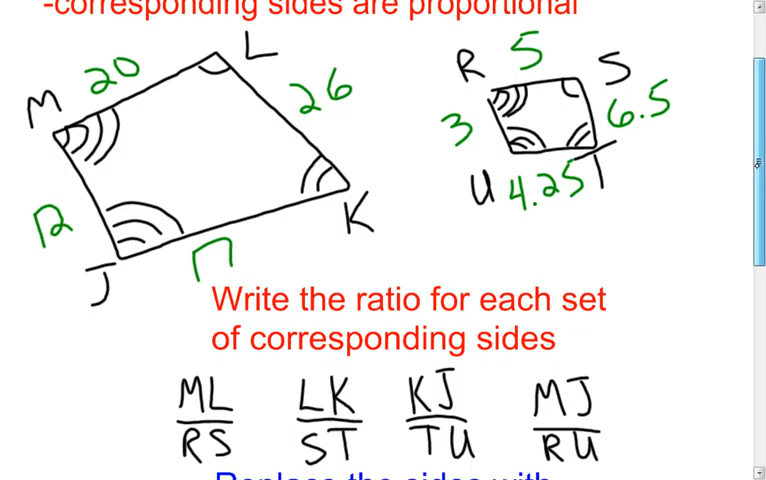 -corresponding sides are proportional
L
20
R
5
S
26
M
3
6.5
U
4.25
T
12
K
17
J
Write the ratio for each set
of corresponding sides
ML LK KJ MJ
RS ST TU RU
Replace the sides with